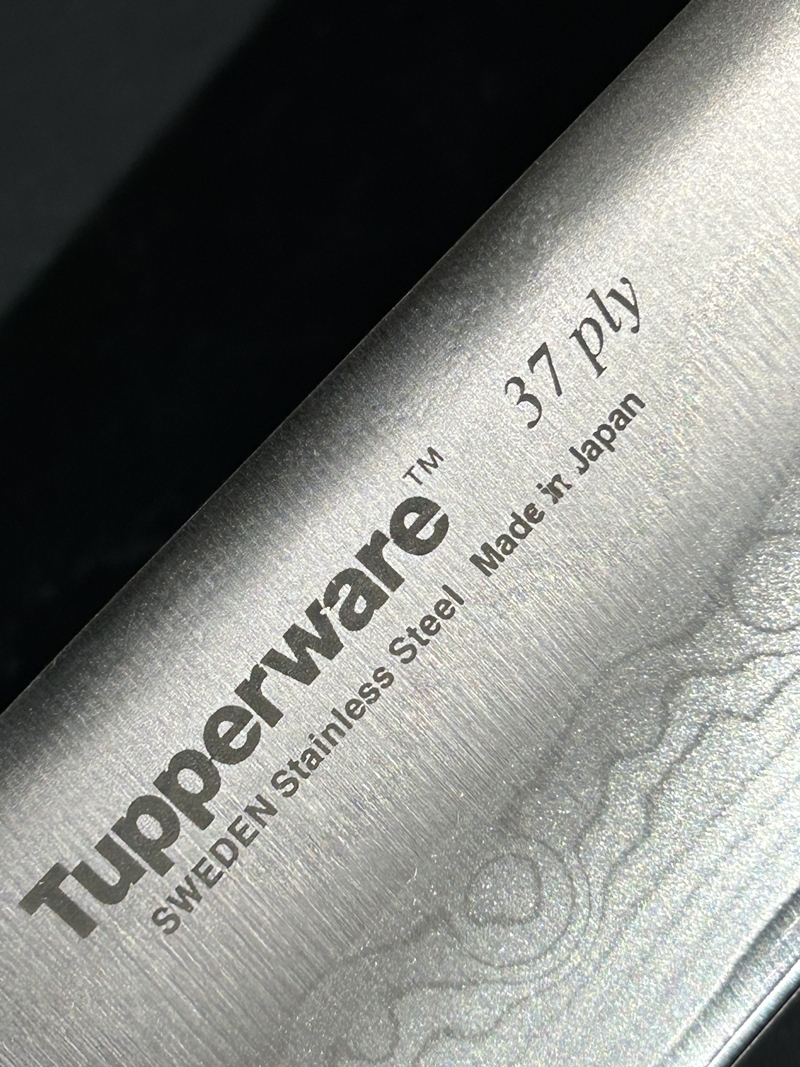 Tupperware™ 37 ply
SWEDEN Stainless Steel Made in Japan